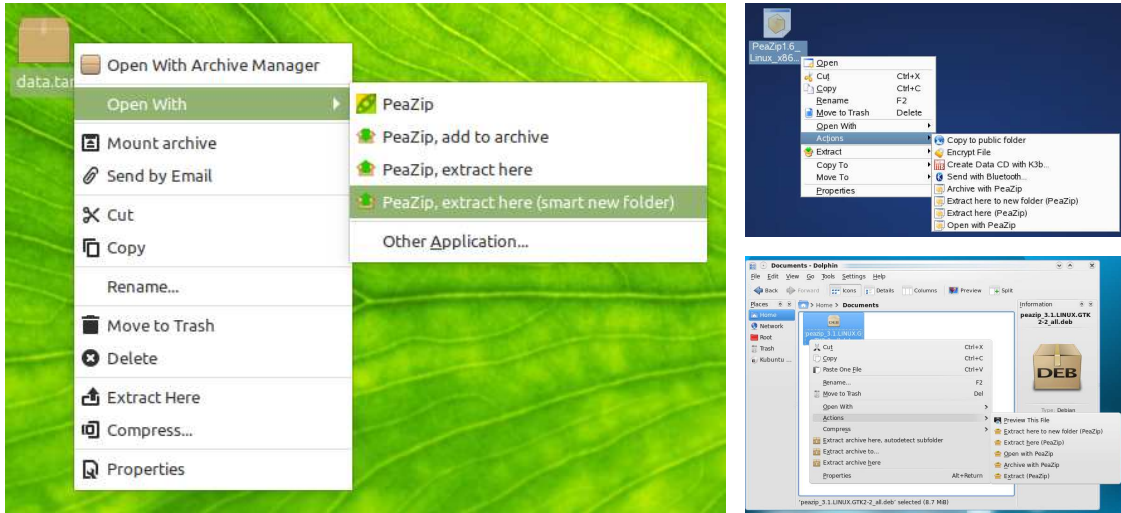 data.tar
Open With Archive Manager
Open With
Mount archive
Send by Email
Cut
Copy
Rename...
Move to Trash
Delete
Extract Here
Compress...
Properties
PeaZip
PeaZip, add to archive
PeaZip, extract here
PeaZip, extract here (smart new folder)
Other Application...
PeaZip1.6_
Linux_x86...
Open
Cut Ctrl+X
Copy Ctrl+C
Rename F2
Move to Trash Delete
Open With
Actions
Extract
Copy To
Move To
Properties
Copy to public folder
Encrypt File
Create Data CD with K3b...
Send with Bluetooth...
Archive with PeaZip
Extract here to new folder (PeaZip)
Extract here (PeaZip)
Open with PeaZip
Documents - Dolphin
File Edit View Go Tools Settings Help
Back Forward Icons Details Columns Preview Split
Places
Home
Network
Root
Trash
Kubuntu ...
Home > Documents
DEB
peazip_3.1.LINUX.G
Cut Ctrl+X
Copy Ctrl+C
Paste One File Ctrl+V
Rename... F2
Move to Trash Del
Open With
Actions
Compress
Extract archive here, autodetect subfolder
Extract archive to...
Extract archive here
Properties Alt+Return
Preview This File
Extract here to new folder (PeaZip)
Extract here (PeaZip)
Open with PeaZip
Archive with PeaZip
Extract (PeaZip)
Information
peazip_3.1.LINUX.GTK
2-2_all.deb
DEB
Type: Debian
'peazip_3.1.LINUX.GTK2-2_all.deb' selected (8.7 MiB)